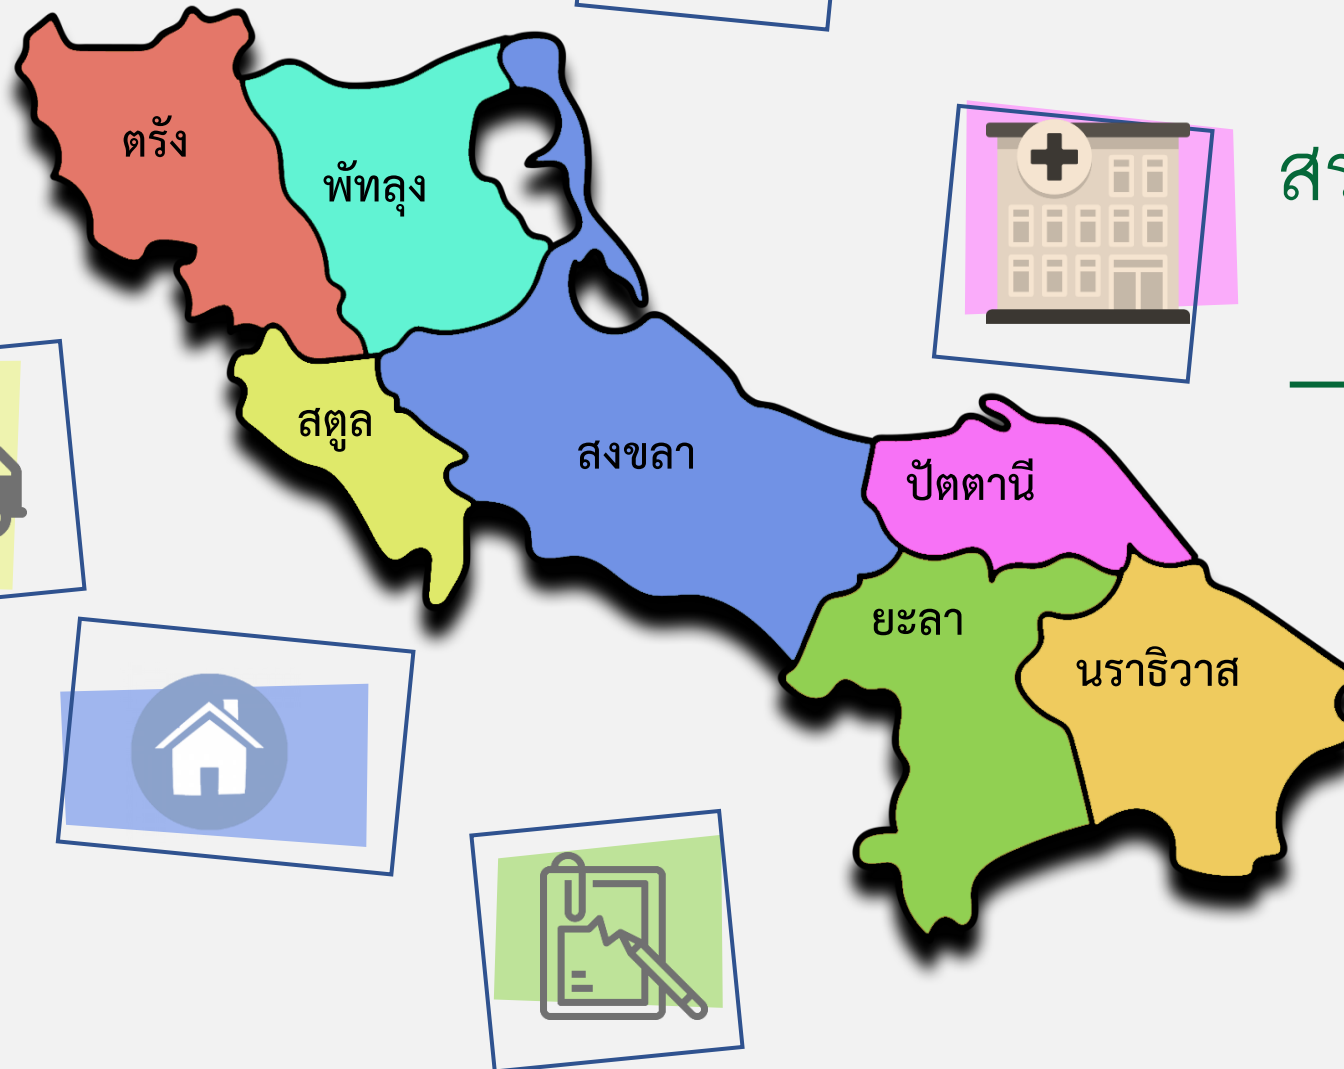 ตรัง
พัทลุง
สตูล
สงขลา
ปัตตานี
ยะลา
นราธิวาส